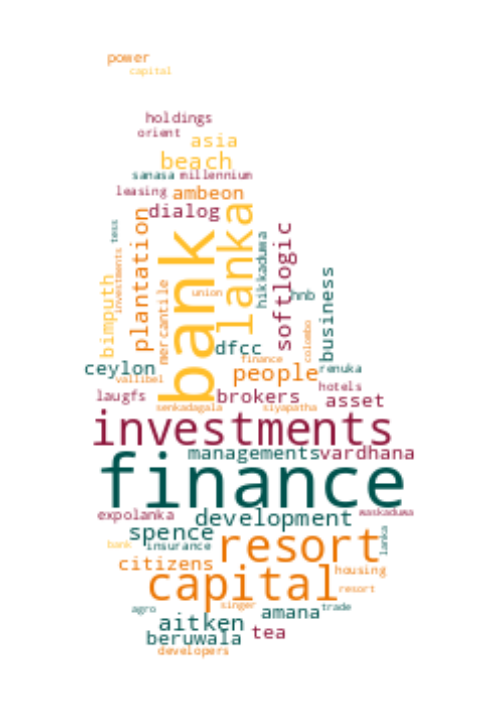 power
capital
holdings
orient
asia
beach
sanasa millennium
leasing ambeon
dialog
tess
plantation
bank
lanka
hikkaduwa
softlogic
investments
bimputh
mercantile
union
hnb
business
colombo
dfcc
finance
ceylon
vallibel
people
renuka
hotels
laugfs
brokers
asset
senkadagala
siyapatha
investments
managements
vardhana
finance
expolanka
waskaduwa
development
spence
lanka
bank
insurance
resort
citizens
housing
capital
resort
agro
singer
trade
amana
aitken
tea
beruwala
developers